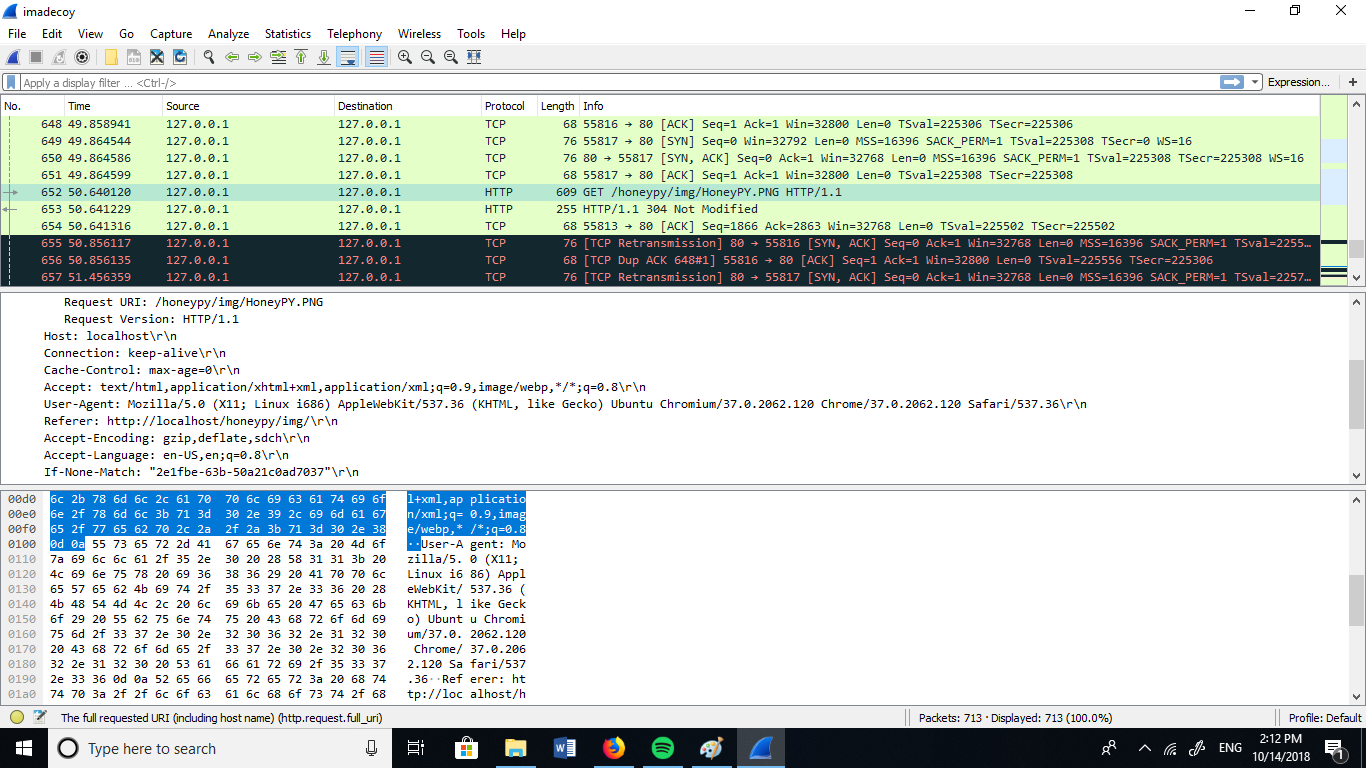 imadecoy
File Edit View Go Capture Analyze Statistics Telephony Wireless Tools Help
Apply a display filter ... <Ctrl-/> Expression... +
No. Time Source Destination Protocol Length Info
648 49.858941 127.0.0.1 127.0.0.1 TCP 68 55816 → 80 [ACK] Seq=1 Ack=1 Win=32800 Len=0 TSval=225306 TSecr=225306
649 49.864544 127.0.0.1 127.0.0.1 TCP 76 55817 → 80 [SYN] Seq=0 Win=32792 Len=0 MSS=16396 SACK_PERM=1 TSval=225308 TSecr=0 WS=16
650 49.864586 127.0.0.1 127.0.0.1 TCP 76 80 → 55817 [SYN, ACK] Seq=0 Ack=1 Win=32768 Len=0 MSS=16396 SACK_PERM=1 TSval=225308 TSecr=225308 WS=16
651 49.864599 127.0.0.1 127.0.0.1 TCP 68 55817 → 80 [ACK] Seq=1 Ack=1 Win=32800 Len=0 TSval=225308 TSecr=225308
652 50.640120 127.0.0.1 127.0.0.1 HTTP 609 GET /honeypy/img/HoneyPY.PNG HTTP/1.1
653 50.641229 127.0.0.1 127.0.0.1 HTTP 255 HTTP/1.1 304 Not Modified
654 50.641316 127.0.0.1 127.0.0.1 TCP 68 55813 → 80 [ACK] Seq=1866 Ack=2863 Win=32768 Len=0 TSval=225502 TSecr=225502
655 50.856117 127.0.0.1 127.0.0.1 TCP 76 [TCP Retransmission] 80 → 55816 [SYN, ACK] Seq=0 Ack=1 Win=32768 Len=0 MSS=16396 SACK_PERM=1 TSval=2255...
656 50.856135 127.0.0.1 127.0.0.1 TCP 68 [TCP Dup ACK 648#1] 55816 → 80 [ACK] Seq=1 Ack=1 Win=32800 Len=0 TSval=225556 TSecr=225306
657 51.456359 127.0.0.1 127.0.0.1 TCP 76 [TCP Retransmission] 80 → 55817 [SYN, ACK] Seq=0 Ack=1 Win=32768 Len=0 MSS=16396 SACK_PERM=1 TSval=2257...
Request URI: /honeypy/img/HoneyPY.PNG
Request Version: HTTP/1.1
Host: localhost\r\n
Connection: keep-alive\r\n
Cache-Control: max-age=0\r\n
Accept: text/html,application/xhtml+xml,application/xml;q=0.9,image/webp,*/*;q=0.8\r\n
User-Agent: Mozilla/5.0 (X11; Linux i686) AppleWebKit/537.36 (KHTML, like Gecko) Ubuntu Chromium/37.0.2062.120 Chrome/37.0.2062.120 Safari/537.36\r\n
Referer: http://localhost/honeypy/img/\r\n
Accept-Encoding: gzip,deflate,sdch\r\n
Accept-Language: en-US,en;q=0.8\r\n
If-None-Match: "2e1fbe-63b-50a21c0ad7037"\r\n
00d0 6c 2b 78 6d 6c 2c 61 70 70 6c 69 63 61 74 69 6f l+xml,ap plicatio
00e0 6e 2f 78 6d 6c 3b 71 3d 30 2e 39 2c 69 6d 61 67 n/xml;q= 0.9,imag
00f0 65 2f 77 65 62 70 2c 2a 2f 2a 3b 71 3d 30 2e 38 e/webp,* /*;q=0.8
0100 0d 0a 55 73 65 72 2d 41 67 65 6e 74 3a 20 4d 6f ··User-A gent: Mo
0110 7a 69 6c 6c 61 2f 35 2e 30 20 28 58 31 31 3b 20 zilla/5. 0 (X11;
0120 4c 69 6e 75 78 20 69 36 38 36 29 20 41 70 70 6c Linux i6 86) Appl
0130 65 57 65 62 4b 69 74 2f 35 33 37 2e 33 36 20 28 eWebKit/ 537.36 (
0140 4b 48 54 4d 4c 2c 20 6c 69 6b 65 20 47 65 63 6b KHTML, l ike Geck
0150 6f 29 20 55 62 75 6e 74 75 20 43 68 72 6f 6d 69 o) Ubunt u Chromi
0160 75 6d 2f 33 37 2e 30 2e 32 30 36 32 2e 31 32 30 um/37.0. 2062.120
0170 20 43 68 72 6f 6d 65 2f 33 37 2e 30 2e 32 30 36 Chrome/ 37.0.206
0180 32 2e 31 32 30 20 53 61 66 61 72 69 2f 35 33 37 2.120 Sa fari/537
0190 2e 33 36 0d 0a 52 65 66 65 72 65 72 3a 20 68 74 .36··Ref erer: ht
01a0 74 70 3a 2f 2f 6c 6f 63 61 6c 68 6f 73 74 2f 68 tp://loc alhost/h
The full requested URI (including host name) (http.request.full_uri) Packets: 713 · Displayed: 713 (100.0%) Profile: Default
Type here to search ENG 2:12 PM
10/14/2018 1